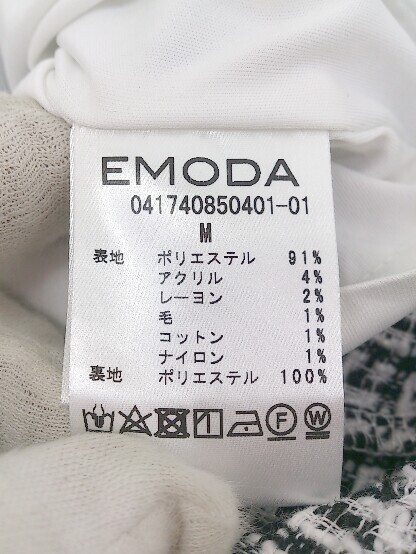 EMODA
041740850401-01
M
表地 ポリエステル 91%
アクリル 4%
レーヨン 2%
毛 1%
コットン 1%
ナイロン 1%
裏地 ポリエステル 100%
F W